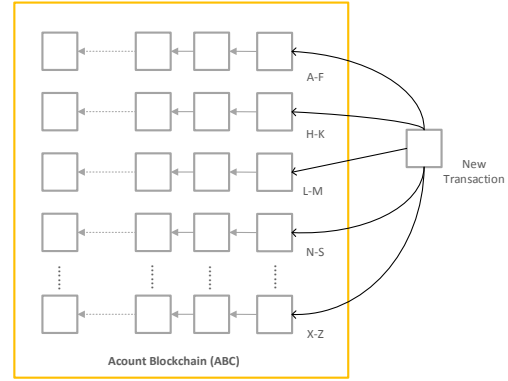 A-F
H-K
L-M
New
Transaction
N-S
X-Z
Acount Blockchain (ABC)